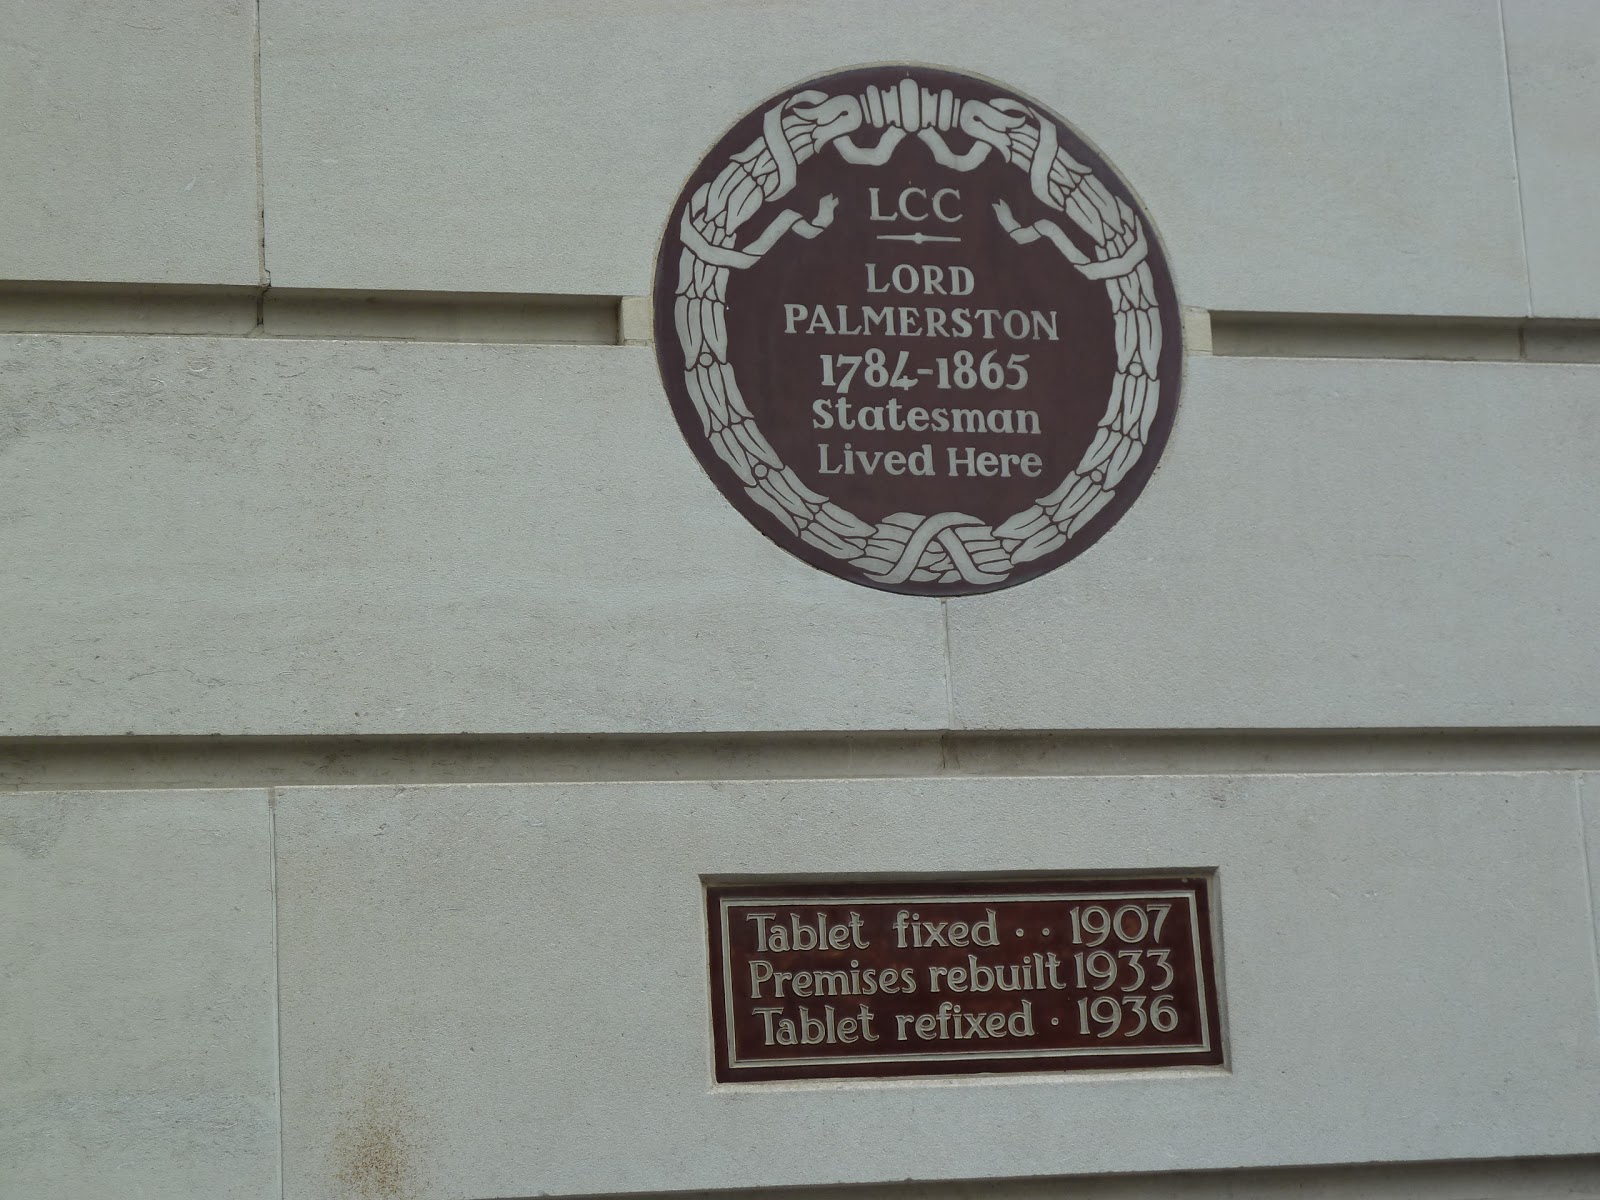 LCC
LORD
PALMERSTON
1784-1865
Statesman
Lived Here
Tablet fixed · · 1907
Premises rebuilt 1933
Tablet refixed · 1936